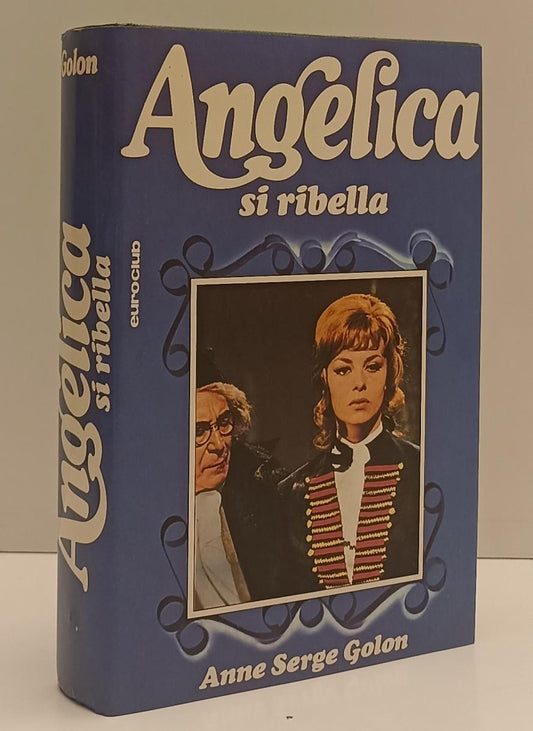 Golon
Angelica
si ribella
euroclub
Angelica
si ribella
Anne Serge Golon